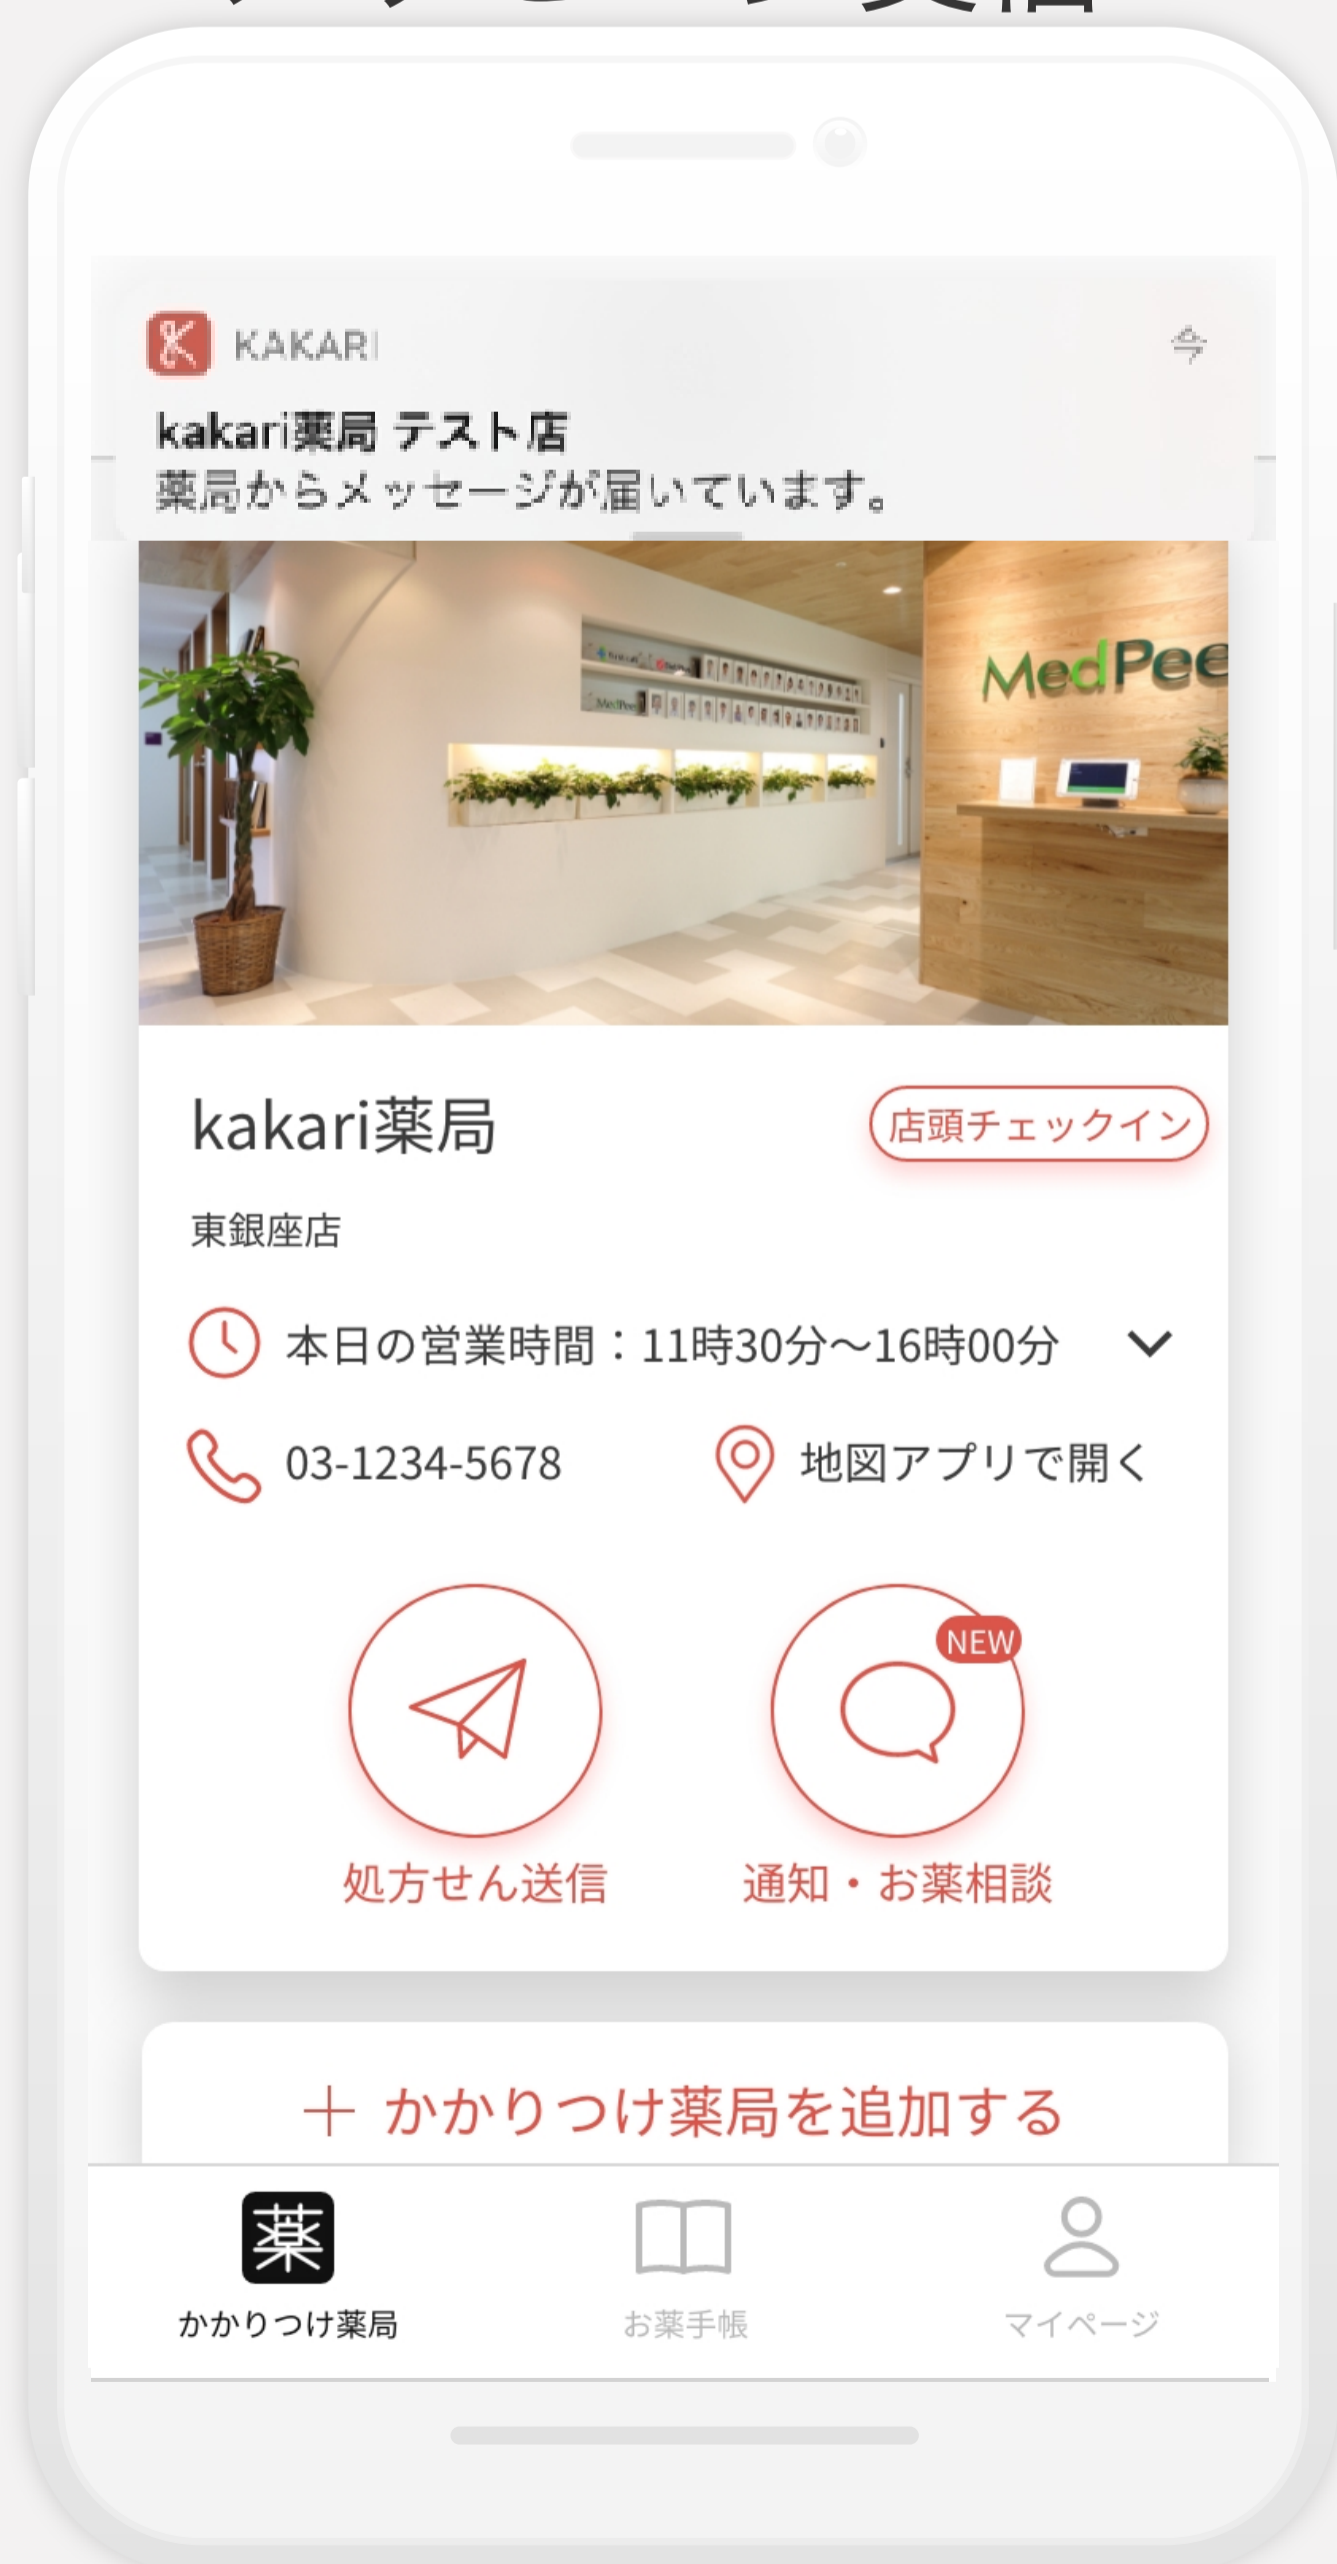 KAKARI
今
kakari薬局 テスト店
薬局からメッセージが届いています。
MedPee
MedPee
kakari薬局
店頭チェックイン
東銀座店
本日の営業時間：11時30分〜16時00分
03-1234-5678
地図アプリで開く
NEW
処方せん送信
通知・お薬相談
＋ かかりつけ薬局を追加する
薬
かかりつけ薬局
お薬手帳
マイページ